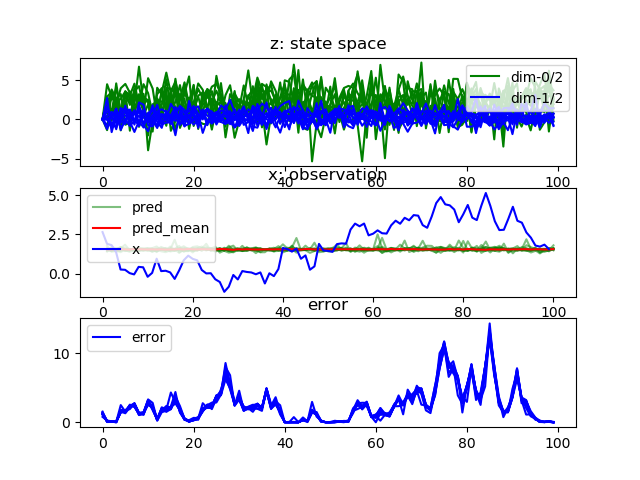 z: state space
5
0
−5
dim-0/2
dim-1/2
0 20 40 60 80 100
x: observation
5.0
2.5
0.0
pred
pred_mean
x
0 20 40 60 80 100
error
10
0
error
0 20 40 60 80 100